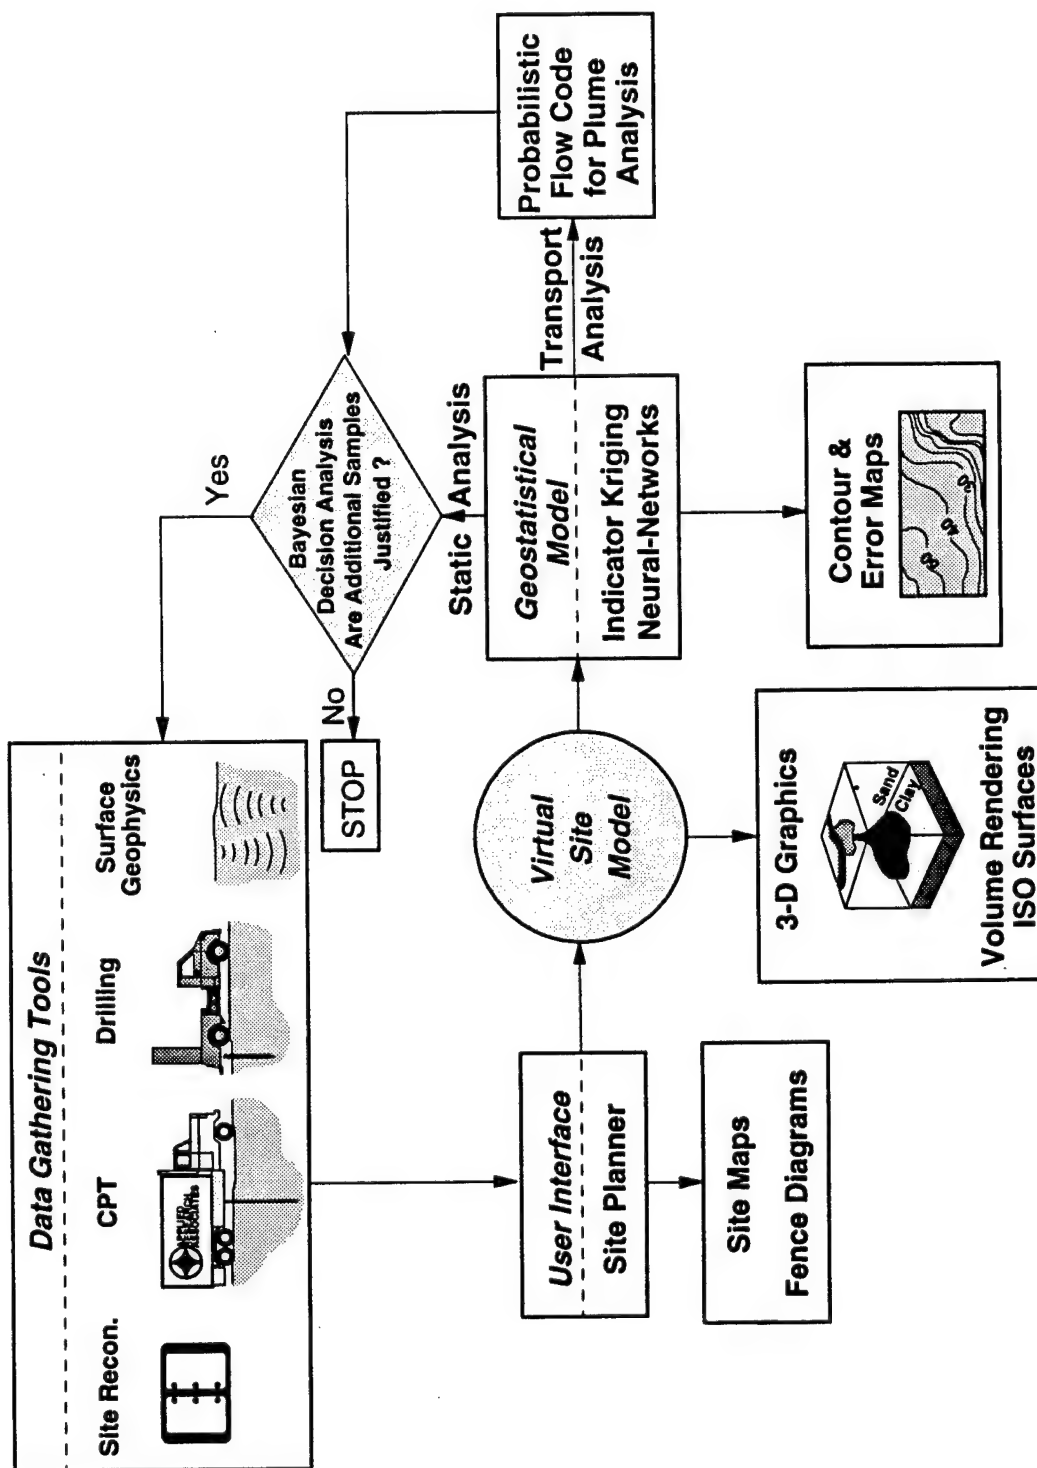 Data Gathering Tools
Site Recon.
CPT
Drilling
Surface
Geophysics
APPLIED
RESEARCH
ASSOCIATES
Yes
Bayesian
Decision Analysis
Are Additional Samples
Justified ?
No
STOP
Static Analysis
User Interface
Site Planner
Virtual
Site
Model
Geostatistical
Model
Indicator Kriging
Neural-Networks
Transport
Analysis
Probabilistic
Flow Code
for Plume
Analysis
Site Maps
Fence Diagrams
3-D Graphics
Sand
Clay
Volume Rendering
ISO Surfaces
Contour &
Error Maps